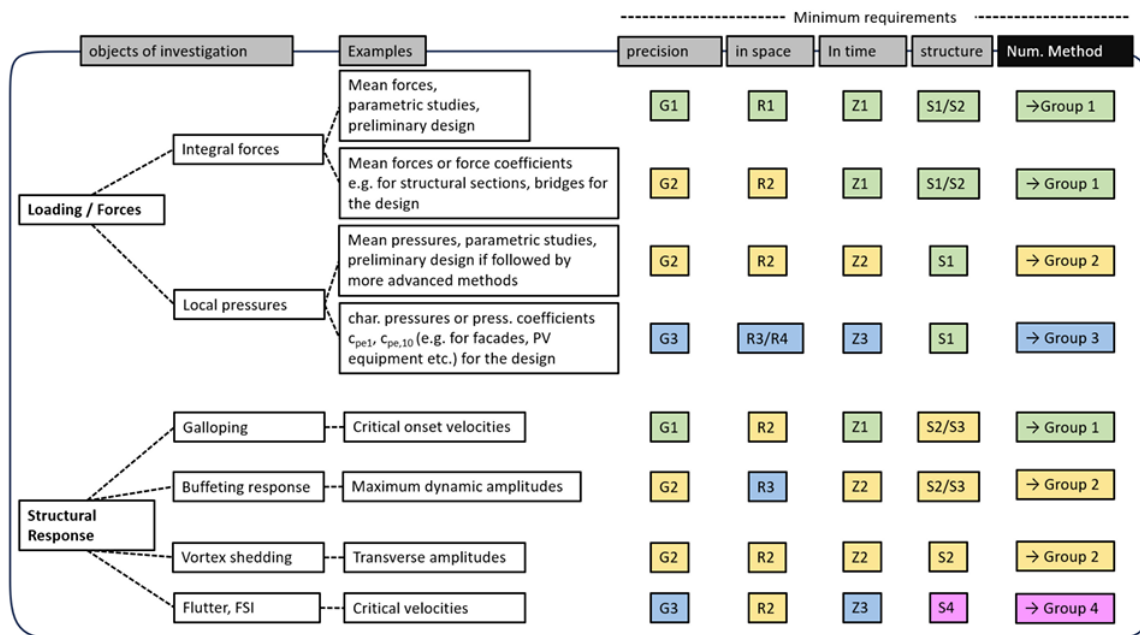 Minimum requirements
objects of investigation Examples precision in space In time structure Num. Method
Mean forces,
parametric studies,
preliminary design
G1 R1 Z1 S1/S2 →Group 1
Integral forces
Mean forces or force coefficients
e.g. for structural sections, bridges for
the design
G2 R2 Z1 S1/S2 → Group 1
Loading / Forces
Mean pressures, parametric studies,
preliminary design if followed by
more advanced methods
G2 R2 Z2 S1 → Group 2
Local pressures
char. pressures or press. coefficients
cpe1, cpe,10 (e.g. for facades, PV
equipment etc.) for the design
G3 R3/R4 Z3 S1 → Group 3
Galloping Critical onset velocities G1 R2 Z1 S2/S3 → Group 1
Buffeting response Maximum dynamic amplitudes G2 R3 Z2 S2/S3 → Group 2
Structural
Response
Vortex shedding Transverse amplitudes G2 R2 Z2 S2 → Group 2
Flutter, FSI Critical velocities G3 R2 Z3 S4 → Group 4